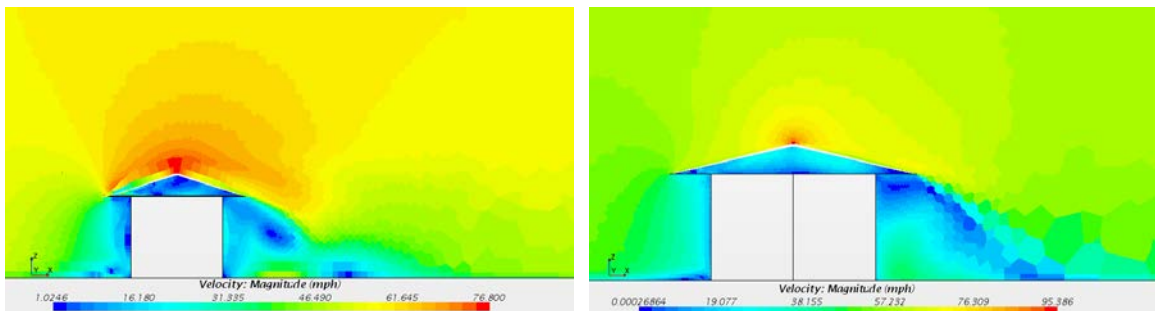 Z
Y X
Velocity: Magnitude (mph)
1.0246 16.180 31.335 46.490 61.645 76.800
Z
Y X
Velocity: Magnitude (mph)
0.00026864 19.077 38.155 57.232 76.309 95.386